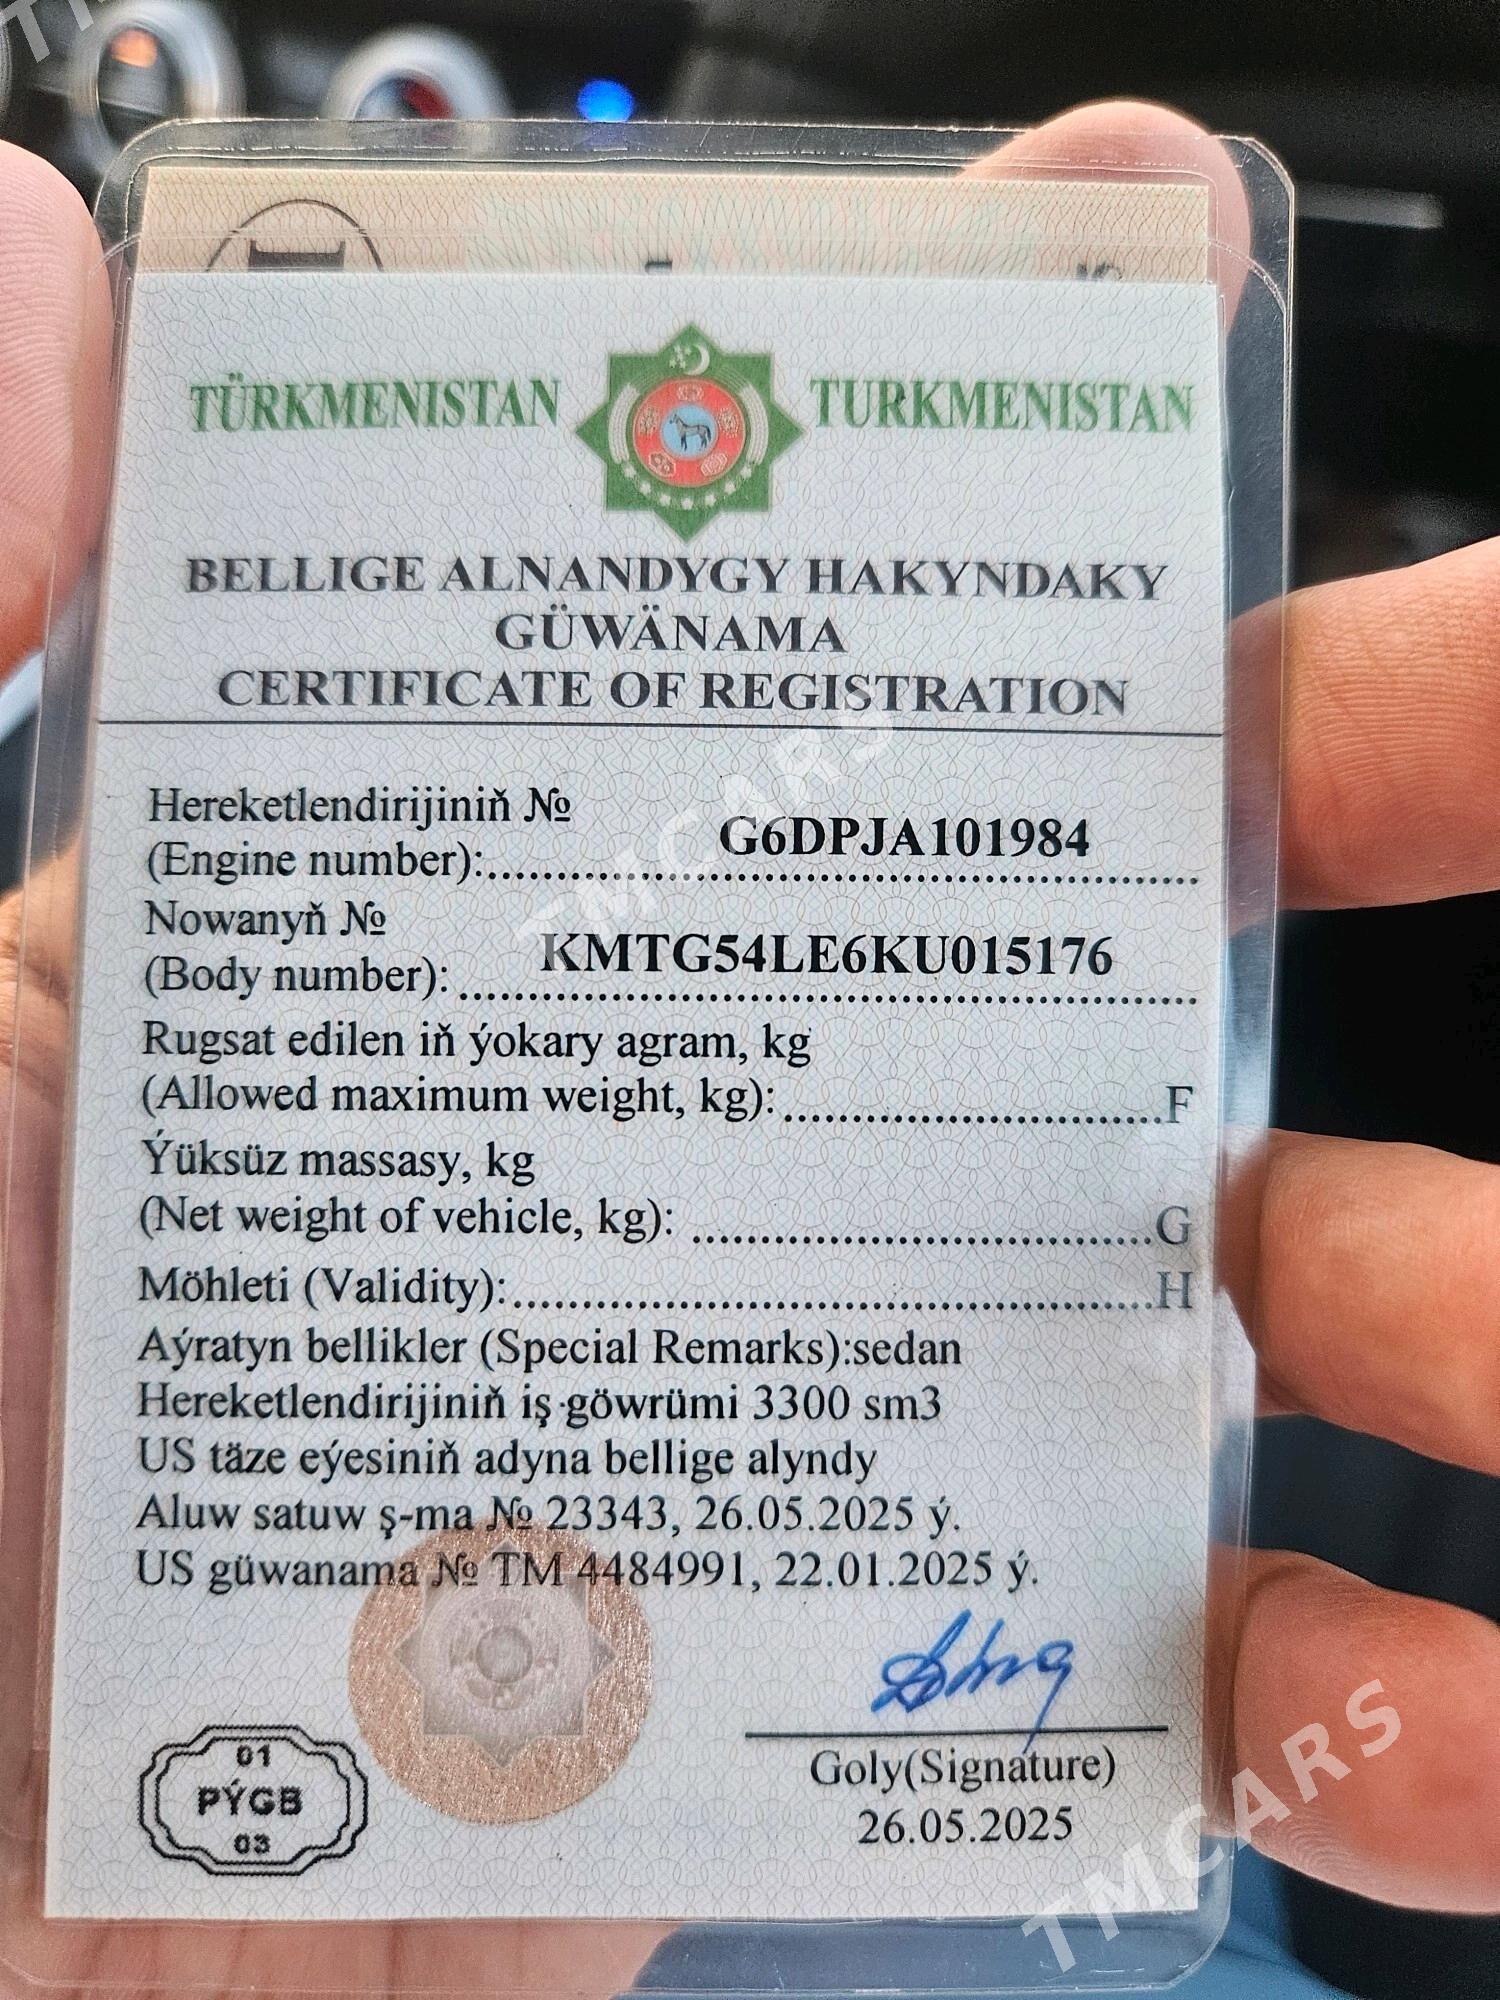 TÜRKMENISTAN TURKMENISTAN
BELLIGE ALNANDYGY HAKYNDAKY
GÜWÄNAMA
CERTIFICATE OF REGISTRATION
Hereketlendirijiniň №
(Engine number): G6DPJA101984
Nowanyň №
(Body number): KMTG54LE6KU015176
Rugsat edilen iň ýokary agram, kg
(Allowed maximum weight, kg): F
Ýüksüz massasy, kg
(Net weight of vehicle, kg): G
Möhleti (Validity): H
Aýratyn bellikler (Special Remarks):sedan
Hereketlendirijiniň iş göwrümi 3300 sm3
US täze eýesiniň adyna bellige alyndy
Aluw satuw ş-ma № 23343, 26.05.2025 ý.
US güwanama № TM 4484991, 22.01.2025 ý.
Goly(Signature)
26.05.2025
01
PÝGB
03
TMCARS
TMCARS